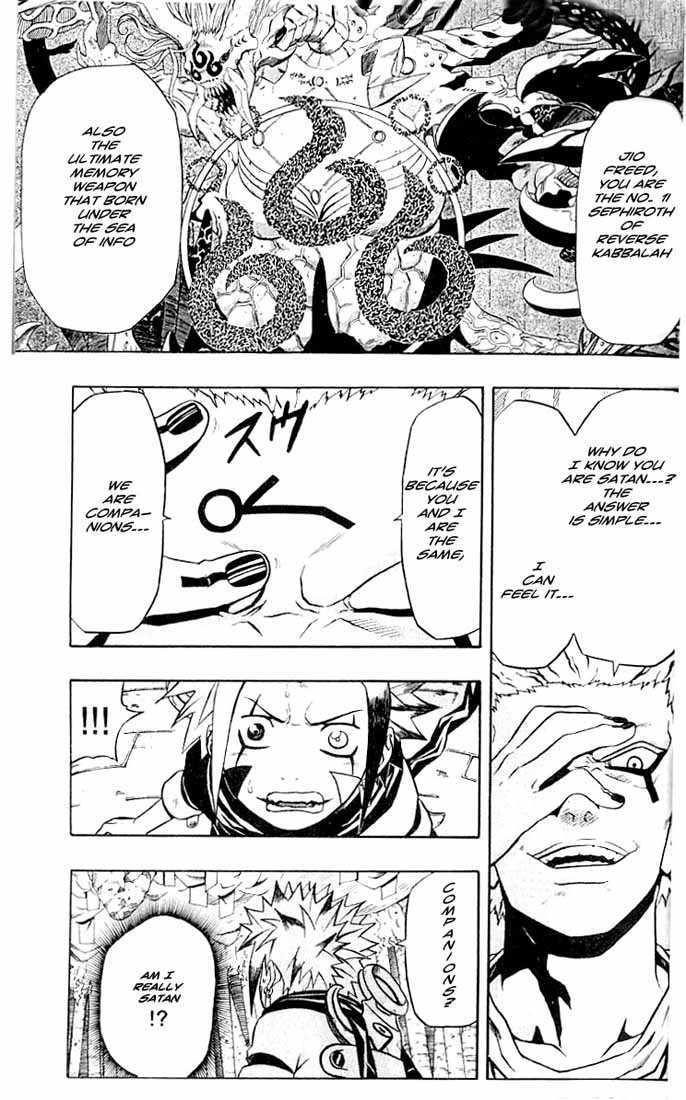 JIO
FREED,
YOU ARE
THE NO. 11
SEPHIROTH
OF
REVERSE
KABBALAH
ALSO
THE
ULTIMATE
MEMORY
WEAPON
THAT BORN
UNDER
THE SEA
OF INFO
WHY DO
I KNOW YOU
ARE SATAN---?
THE
ANSWER
IS SIMPLE---
I
CAN
FEEL IT---
IT'S
BECAUSE
YOU
AND I
ARE
THE
SAME,
ズッ
WE
ARE
COMPA-
NIONS---
!!!
COMPANIONS?
AM I
REALLY
SATAN
!?